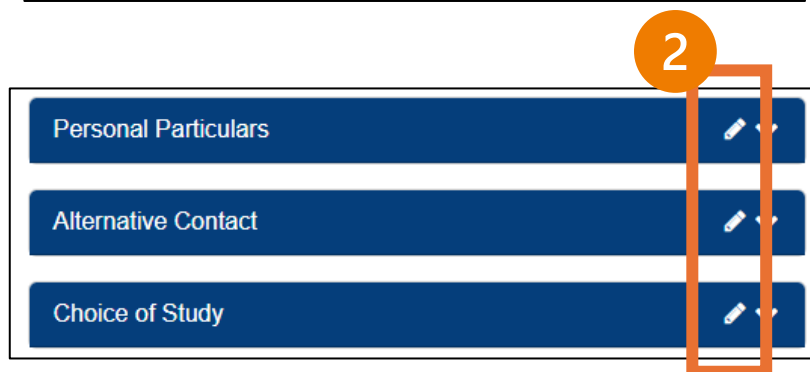 2
Personal Particulars
Alternative Contact
Choice of Study